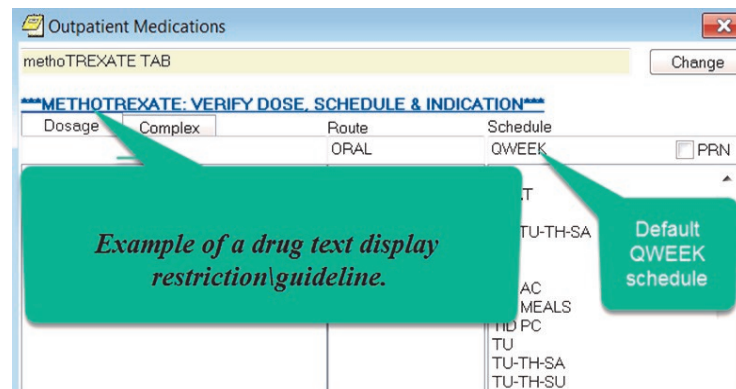 Outpatient Medications
methoTREXATE TAB
Change
***METHOTREXATE: VERIFY DOSE, SCHEDULE & INDICATION***
Dosage Complex Route Schedule
ORAL QWEEK PRN
TU-TH-SA
AC
MEALS
TID PC
TU
TU-TH-SA
TU-TH-SU
Example of a drug text display
restriction\guideline.
Default
QWEEK
schedule